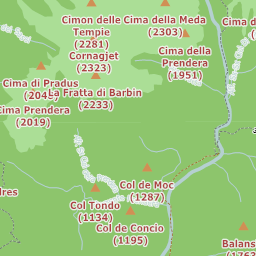 Cimon delle
Tempie
(2281)
Cima della Meda
(2303)
Cima d
Cornagjet
(2323)
Cima della
Prendera
(1951)
Cima di Pradus
La Fratta di Barbin
(2233)
Cima Prendera
(2019)
Col de Moc
(1287)
dres
Col Tondo
(1134)
Col de Concio
(1195)
Balans
(1763